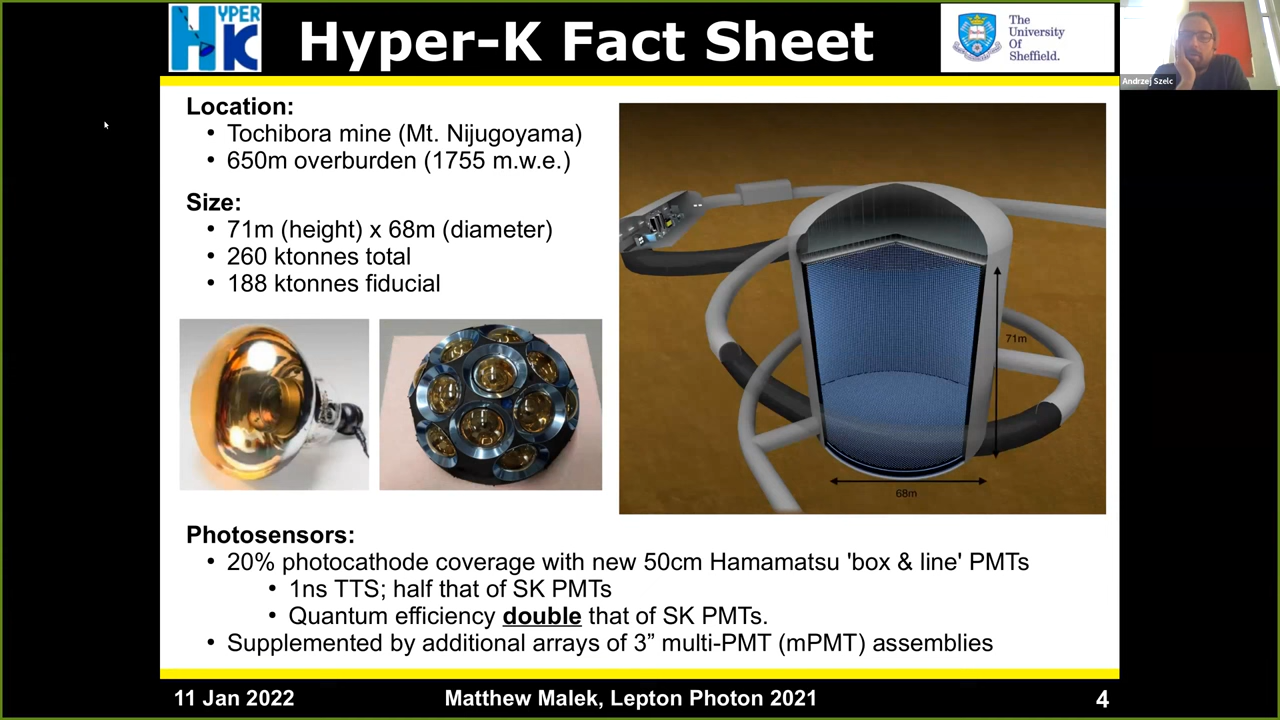 HYPER
K
Hyper-K Fact Sheet
The
University
Of
Sheffield.
Andrzej Szelc
Location:
• Tochibora mine (Mt. Nijugoyama)
• 650m overburden (1755 m.w.e.)
Size:
• 71m (height) x 68m (diameter)
• 260 ktonnes total
• 188 ktonnes fiducial
71m
68m
Photosensors:
• 20% photocathode coverage with new 50cm Hamamatsu 'box & line' PMTs
• 1ns TTS; half that of SK PMTs
• Quantum efficiency double that of SK PMTs.
• Supplemented by additional arrays of 3” multi-PMT (mPMT) assemblies
11 Jan 2022
Matthew Malek, Lepton Photon 2021
4